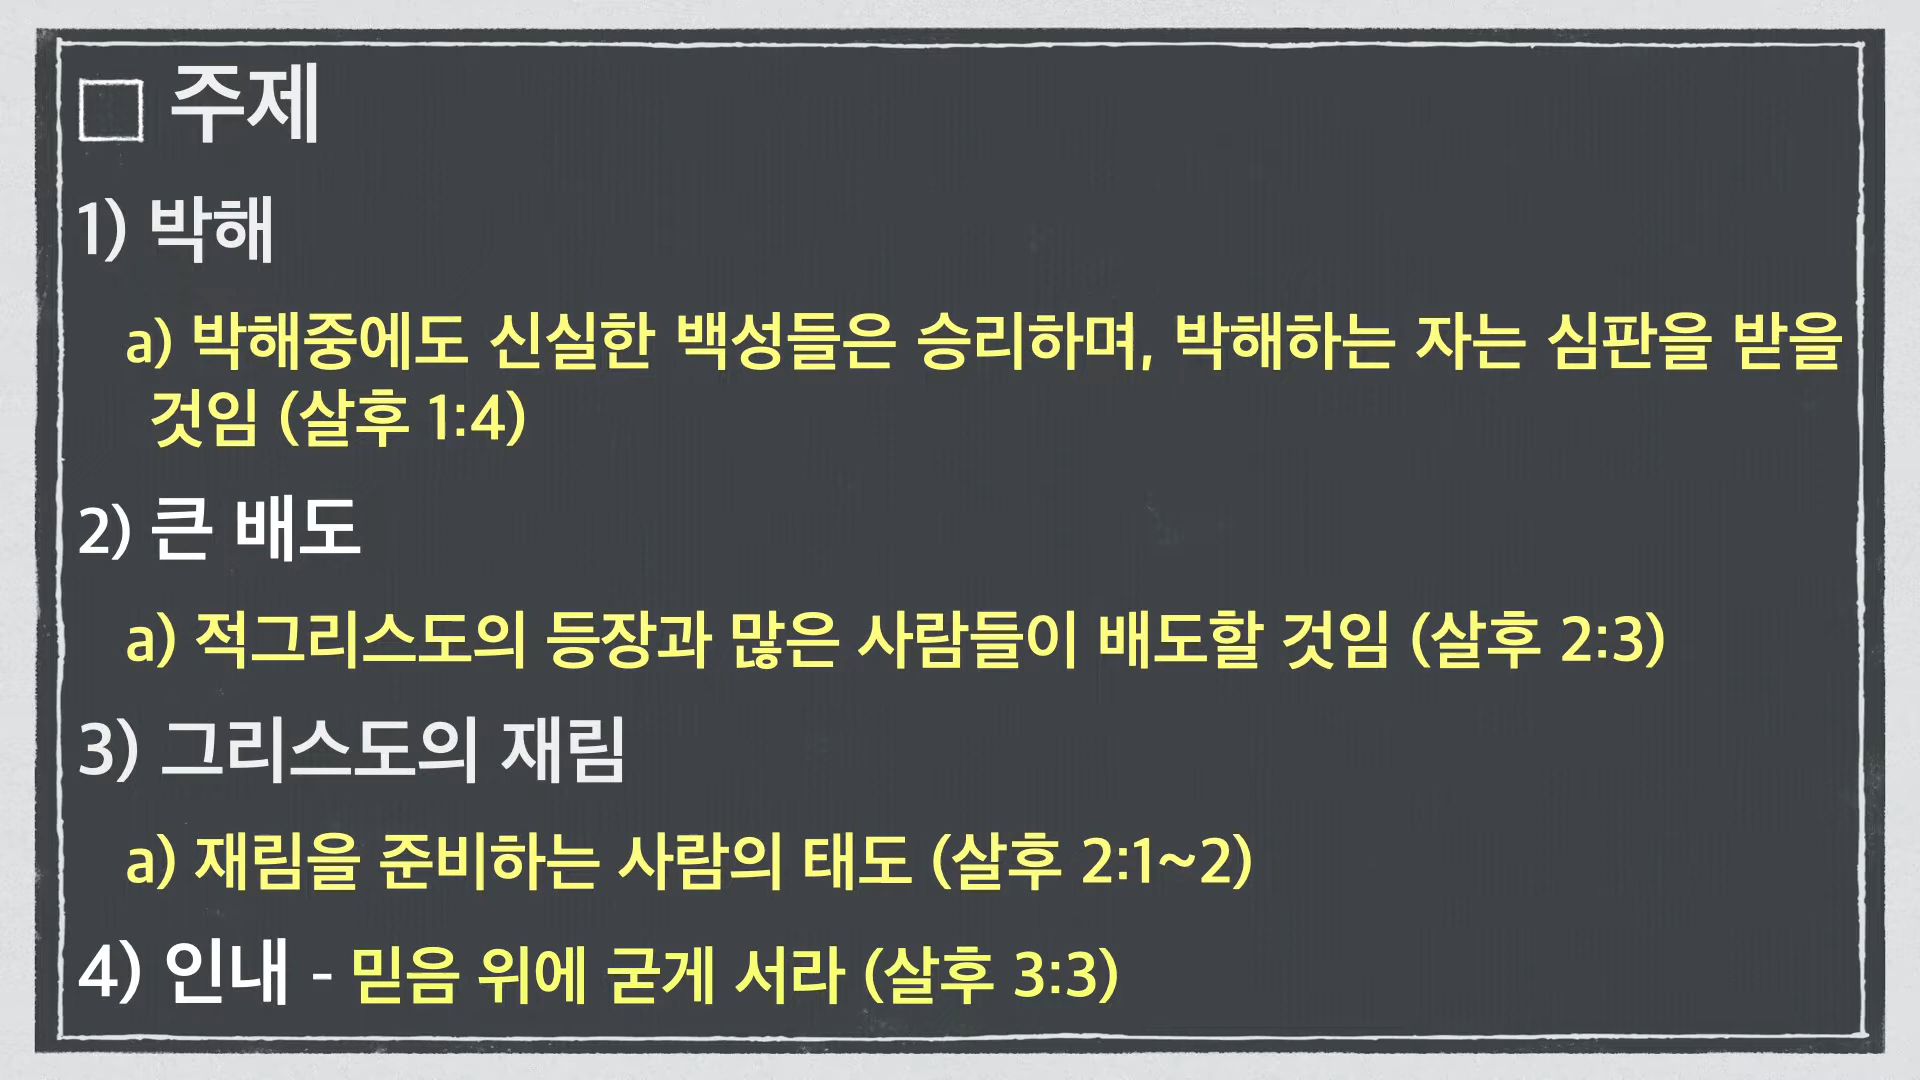 □ 주제
1) 박해
a) 박해중에도 신실한 백성들은 승리하며, 박해하는 자는 심판을 받을
것임 (살후 1:4)
2) 큰 배도
a) 적그리스도의 등장과 많은 사람들이 배도할 것임 (살후 2:3)
3) 그리스도의 재림
a) 재림을 준비하는 사람의 태도 (살후 2:1~2)
4) 인내 - 믿음 위에 굳게 서라 (살후 3:3)